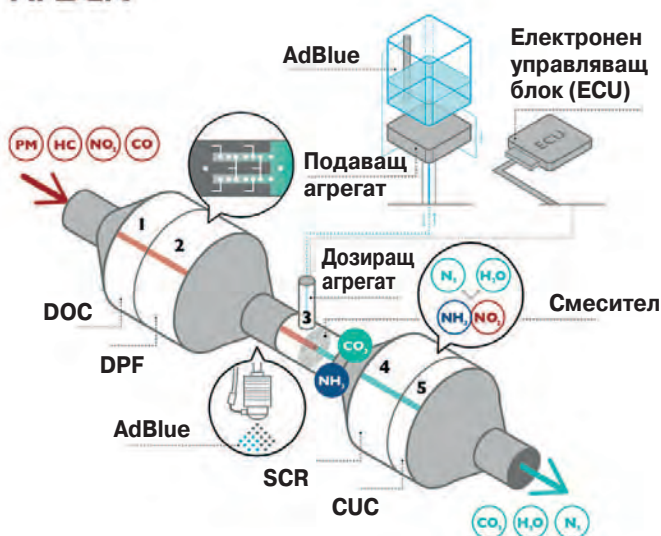 AdBlue
Електронен
управляващ
блок (ECU)
ECU
PM HC NO₂ CO
Подаващ
агрегат
1
2
Дозиращ
агрегат
3
N₂ H₂O
NH₃ NO₂
Смесител
DOC
DPF
CO₂
NH₃
4
5
AdBlue
SCR
CUC
CO₂ H₂O N₂